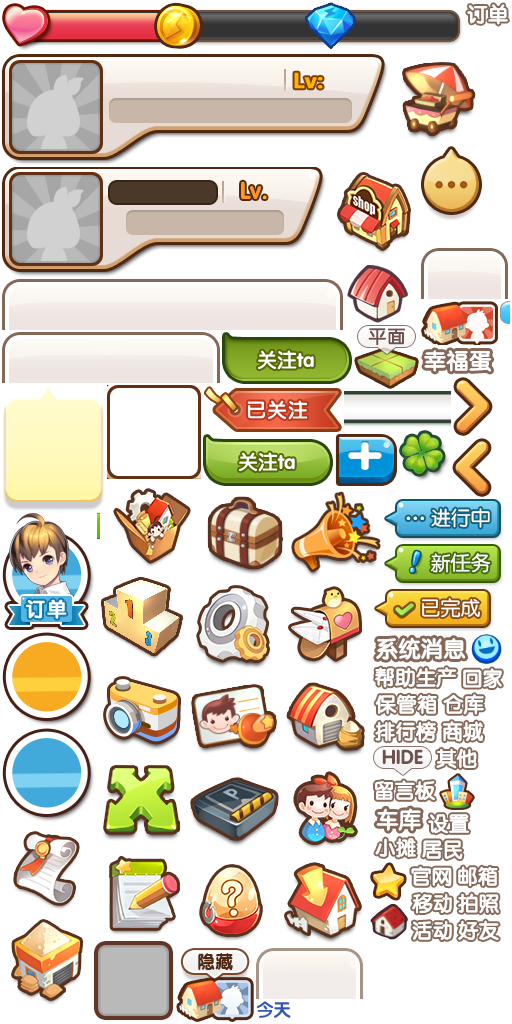 订单
Lv:
Lv.
shop
平面
幸福蛋
关注ta
已关注
关注ta
进行中
新任务
订单
1
2
3
已完成
系统消息
帮助生产 回家
保管箱 仓库
排行榜 商城
HIDE 其他
留言板
P
车库 设置
小摊 居民
?
官网 邮箱
移动 拍照
活动 好友
隐藏
今天